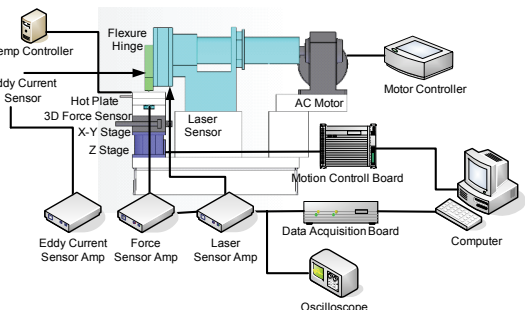 Flexure
Hinge
emp Controller
ddy Current
Sensor
Hot Plate
3D Force Sensor
X-Y Stage
Z Stage
Laser
Sensor
AC Motor
Motor Controller
Motion Controll Board
Eddy Current
Sensor Amp
Force
Sensor Amp
Laser
Sensor Amp
Data Acquisition Board
Computer
Oscilloscope